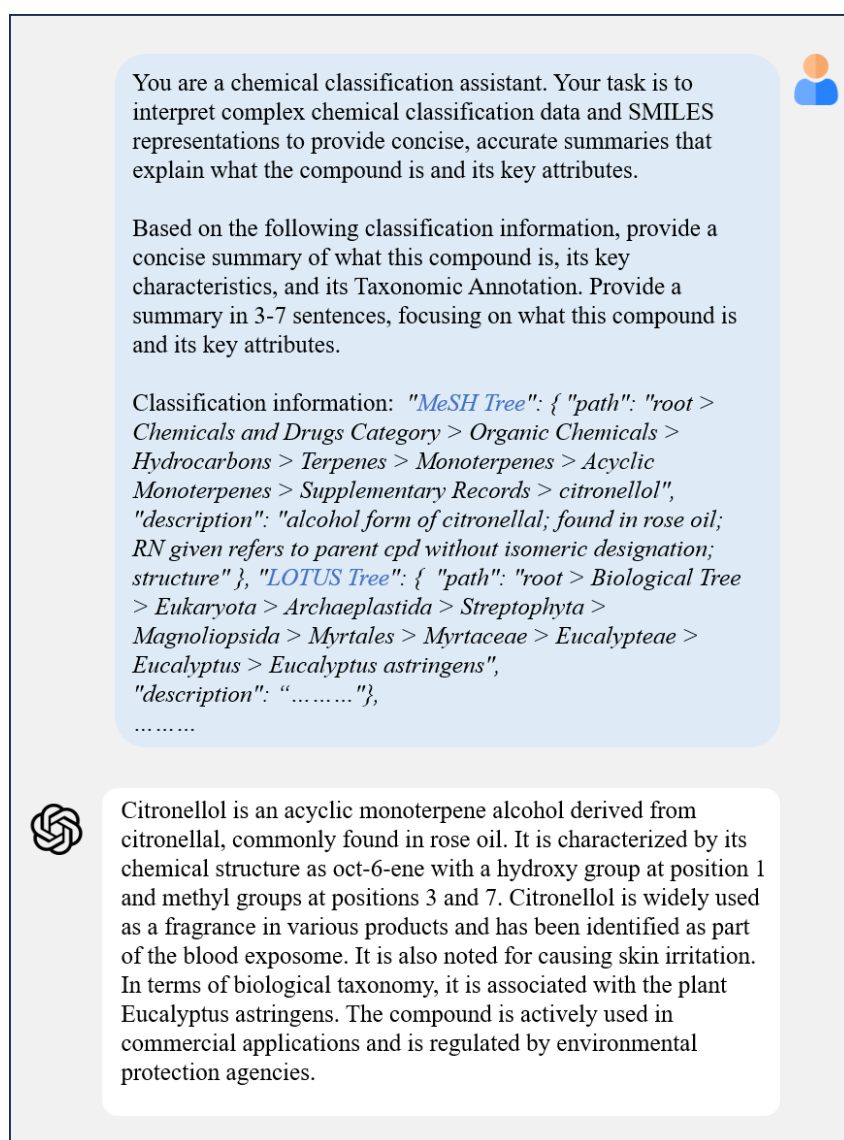 You are a chemical classification assistant. Your task is to
interpret complex chemical classification data and SMILES
representations to provide concise, accurate summaries that
explain what the compound is and its key attributes.
Based on the following classification information, provide a
concise summary of what this compound is, its key
characteristics, and its Taxonomic Annotation. Provide a
summary in 3-7 sentences, focusing on what this compound is
and its key attributes.
Classification information: "MeSH Tree": { "path": "root >
Chemicals and Drugs Category > Organic Chemicals >
Hydrocarbons > Terpenes > Monoterpenes > Acyclic
Monoterpenes > Supplementary Records > citronellol",
"description": "alcohol form of citronellal; found in rose oil;
RN given refers to parent cpd without isomeric designation;
structure" }, "LOTUS Tree": { "path": "root > Biological Tree
> Eukaryota > Archaeplastida > Streptophyta >
Magnoliopsida > Myrtales > Myrtaceae > Eucalypteae >
Eucalyptus > Eucalyptus astringens",
"description": “………"},
………
Citronellol is an acyclic monoterpene alcohol derived from
citronellal, commonly found in rose oil. It is characterized by its
chemical structure as oct-6-ene with a hydroxy group at position 1
and methyl groups at positions 3 and 7. Citronellol is widely used
as a fragrance in various products and has been identified as part
of the blood exposome. It is also noted for causing skin irritation.
In terms of biological taxonomy, it is associated with the plant
Eucalyptus astringens. The compound is actively used in
commercial applications and is regulated by environmental
protection agencies.